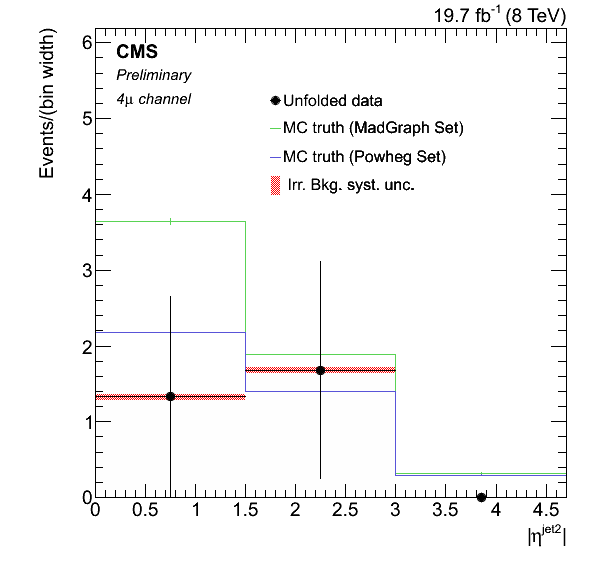 19.7 fb⁻¹ (8 TeV)
Events/(bin width)
CMS
Preliminary
4μ channel
Unfolded data
MC truth (MadGraph Set)
MC truth (Powheg Set)
Irr. Bkg. syst. unc.
6
5
4
3
2
1
0
0 0.5 1 1.5 2 2.5 3 3.5 4 4.5
|η^jet2|